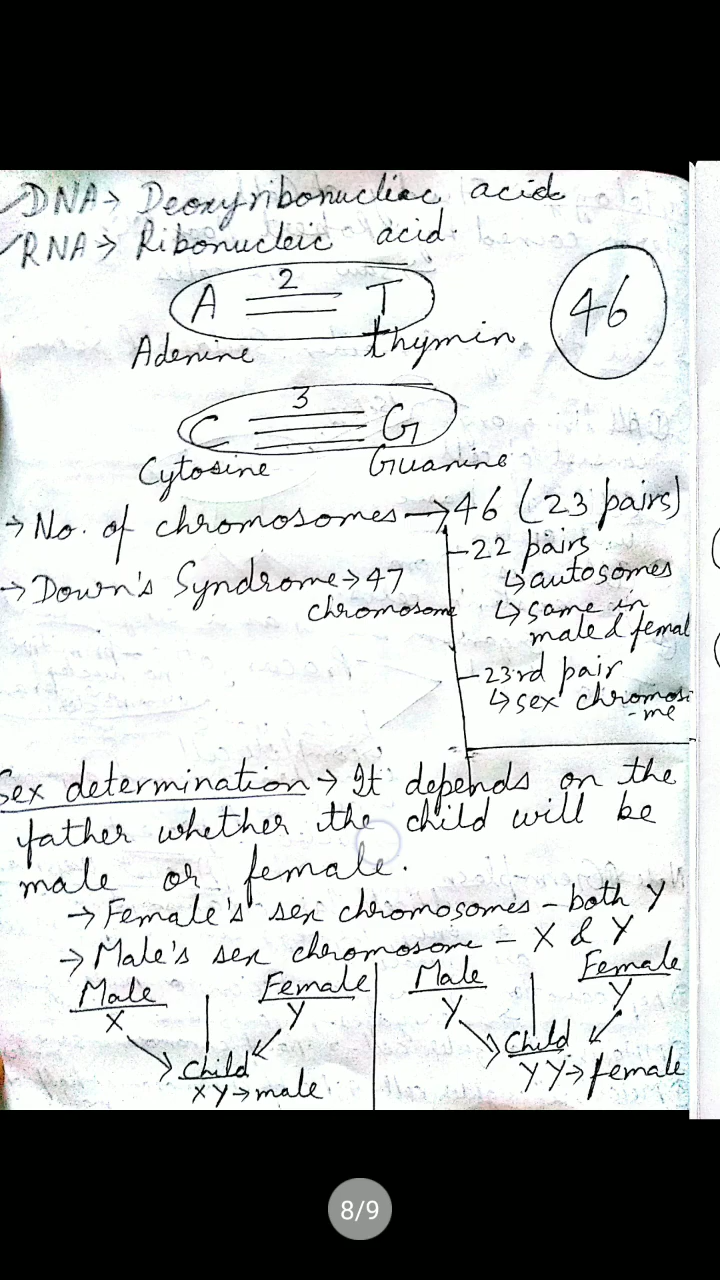 DNA → Deoxyribonucleic acid
RNA → Ribonucleic acid.
A 2 T
Adenine thymin
46
C 3 G
Cytosine Guanine
→ No. of chromosomes → 46 (23 pairs)
22 pairs
↳ autosomes
→ Down's Syndrome → 47
chromosome
↳ same in
male & femal
23rd pair
↳ sex chromoso
-me
Sex determination → It depends on the
father whether the child will be
male or female.
→ Female's sex chromosomes - both Y
→ Male's sex chromosome - X & Y
Male Female
X Y
Child
XY → male
Male Female
Y Y
Child
YY → female
8/9